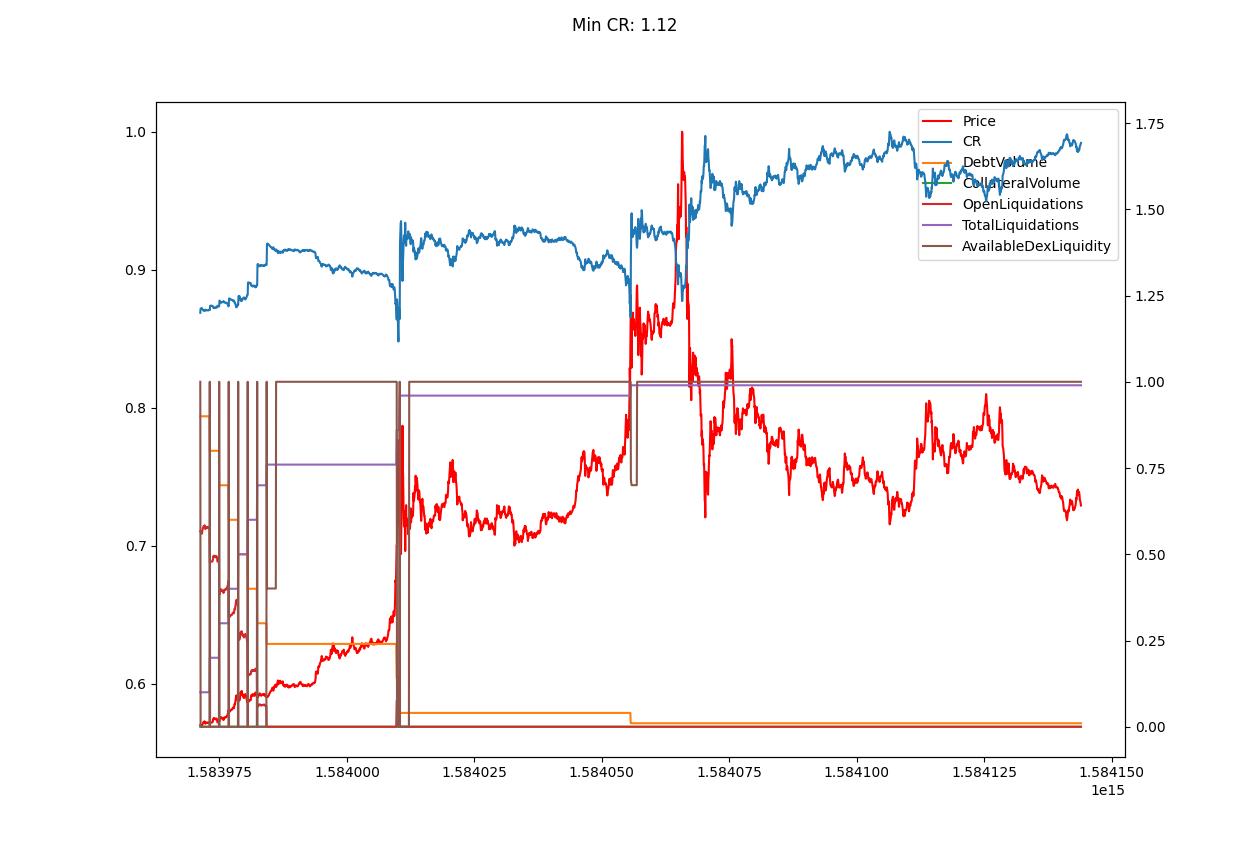 Min CR: 1.12
1.0
0.9
0.8
0.7
0.6
1.75
1.50
1.25
1.00
0.75
0.50
0.25
0.00
Price
CR
DebtVolume
CollateralVolume
OpenLiquidations
TotalLiquidations
AvailableDexLiquidity
1.583975 1.584000 1.584025 1.584050 1.584075 1.584100 1.584125 1.584150
1e15